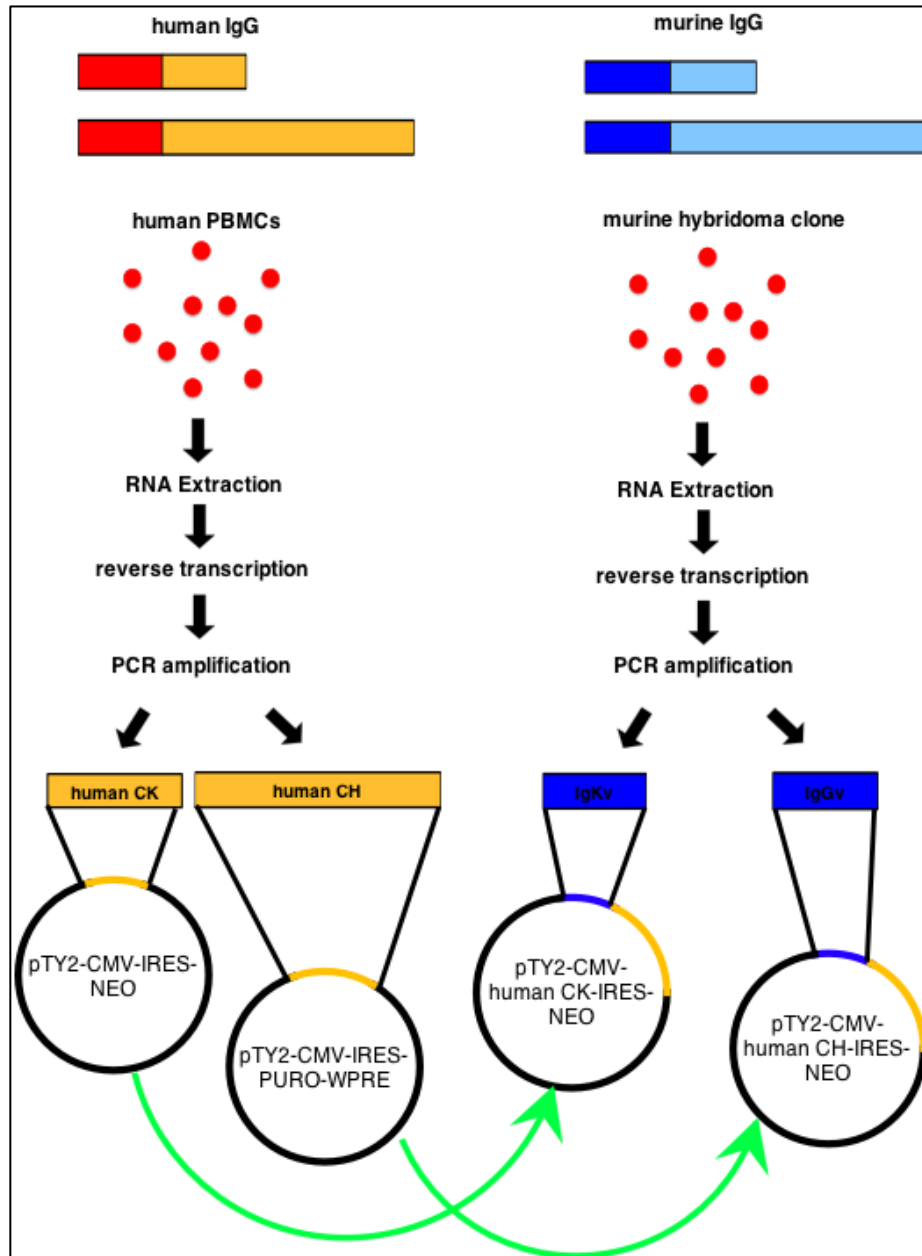 human IgG
murine IgG
human PBMCs
murine hybridoma clone
RNA Extraction
RNA Extraction
reverse transcription
reverse transcription
PCR amplification
PCR amplification
human CK
human CH
IgKv
IgGv
pTY2-CMV-IRES-
NEO
pTY2-CMV-IRES-
PURO-WPRE
pTY2-CMV-
human CK-IRES-
NEO
pTY2-CMV-
human CH-IRES-
NEO